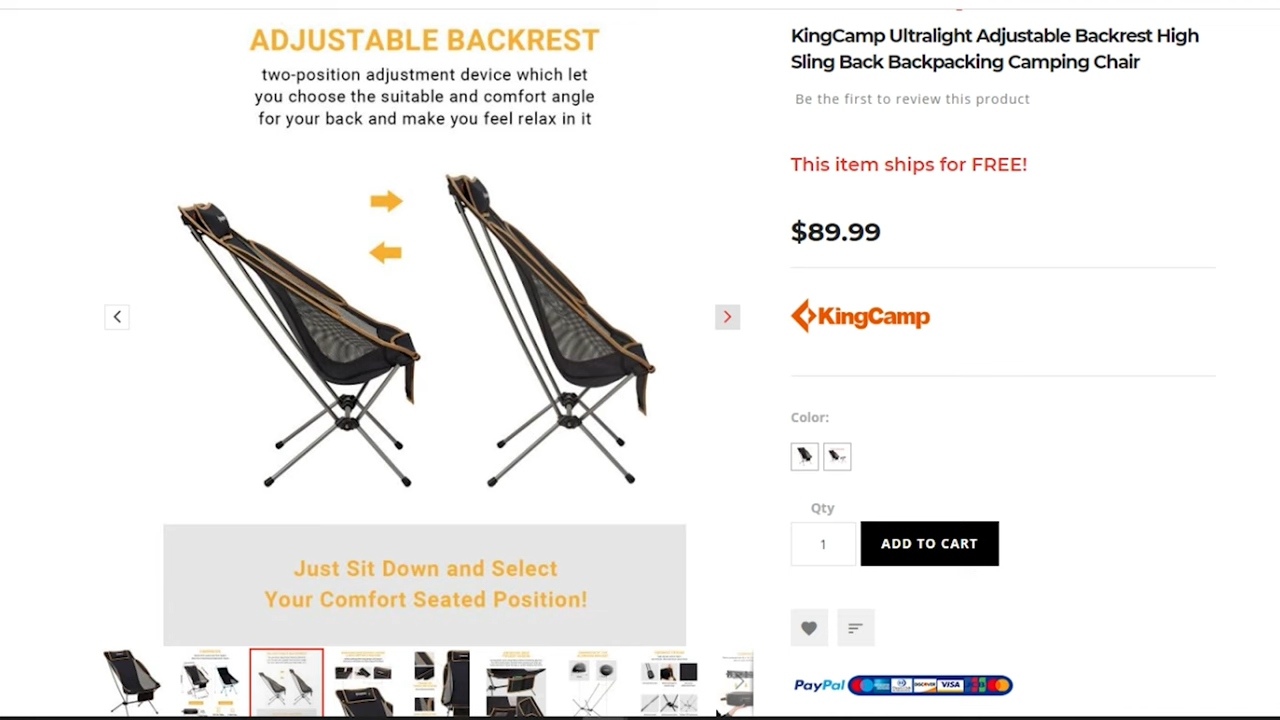 ADJUSTABLE BACKREST
two-position adjustment device which let
you choose the suitable and comfort angle
for your back and make you feel relax in it
Just Sit Down and Select
Your Comfort Seated Position!
KingCamp Ultralight Adjustable Backrest High
Sling Back Backpacking Camping Chair
Be the first to review this product
This item ships for FREE!
$89.99
KingCamp
Color:
Qty
1
ADD TO CART
PayPal
DISCOVER VISA